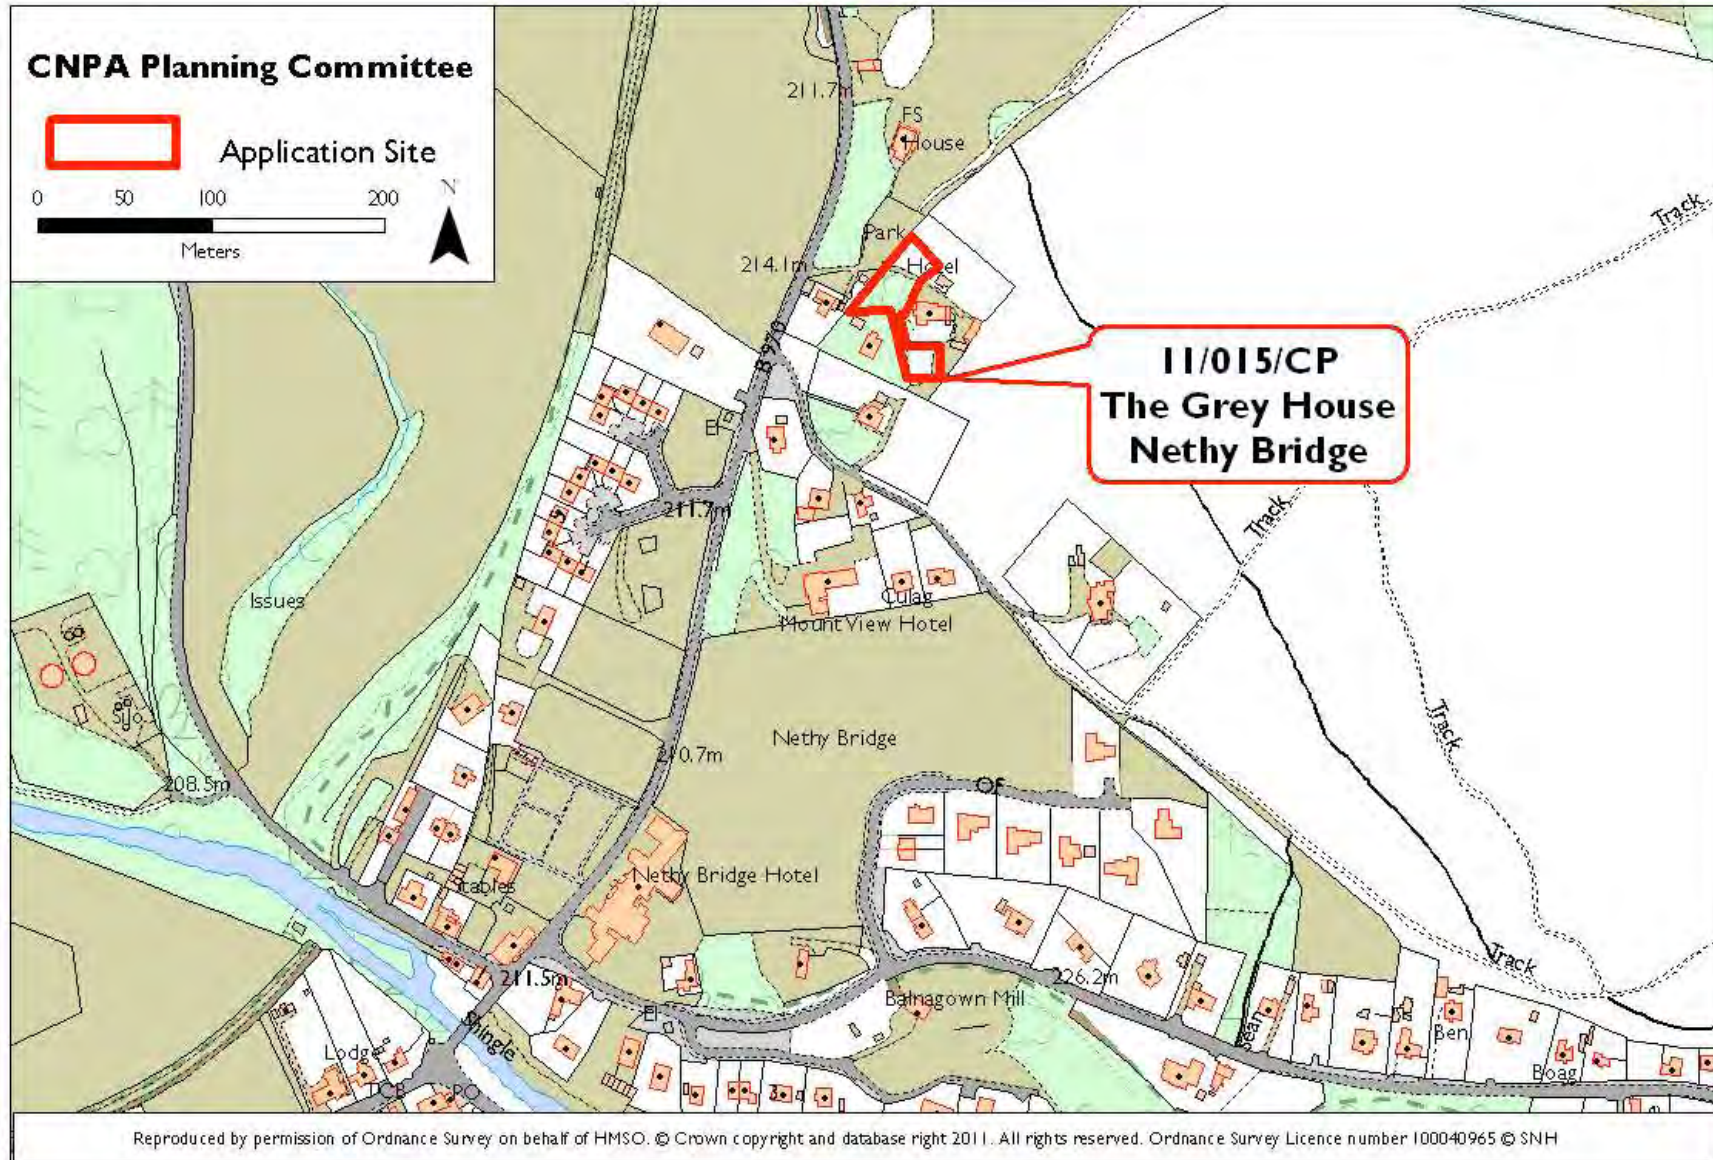 CNPA Planning Committee
Application Site
0 50 100 200
N
Meters
211.7m
FS
House
Park
Hotel
214.1m
B 970
11/015/CP
The Grey House
Nethy Bridge
Track
Track
El
211.7m
Issues
Culag
Mount View Hotel
Track
Silos
Nethy Bridge
210.7m
208.5m
Nethy Bridge Hotel
211.5m
226.2m
Track
Balnagown Mill
El
Shingle
Lodge
TCB
PO
Ben
Boag
Reproduced by permission of Ordnance Survey on behalf of HMSO. © Crown copyright and database right 2011. All rights reserved. Ordnance Survey Licence number 100040965 © SNH